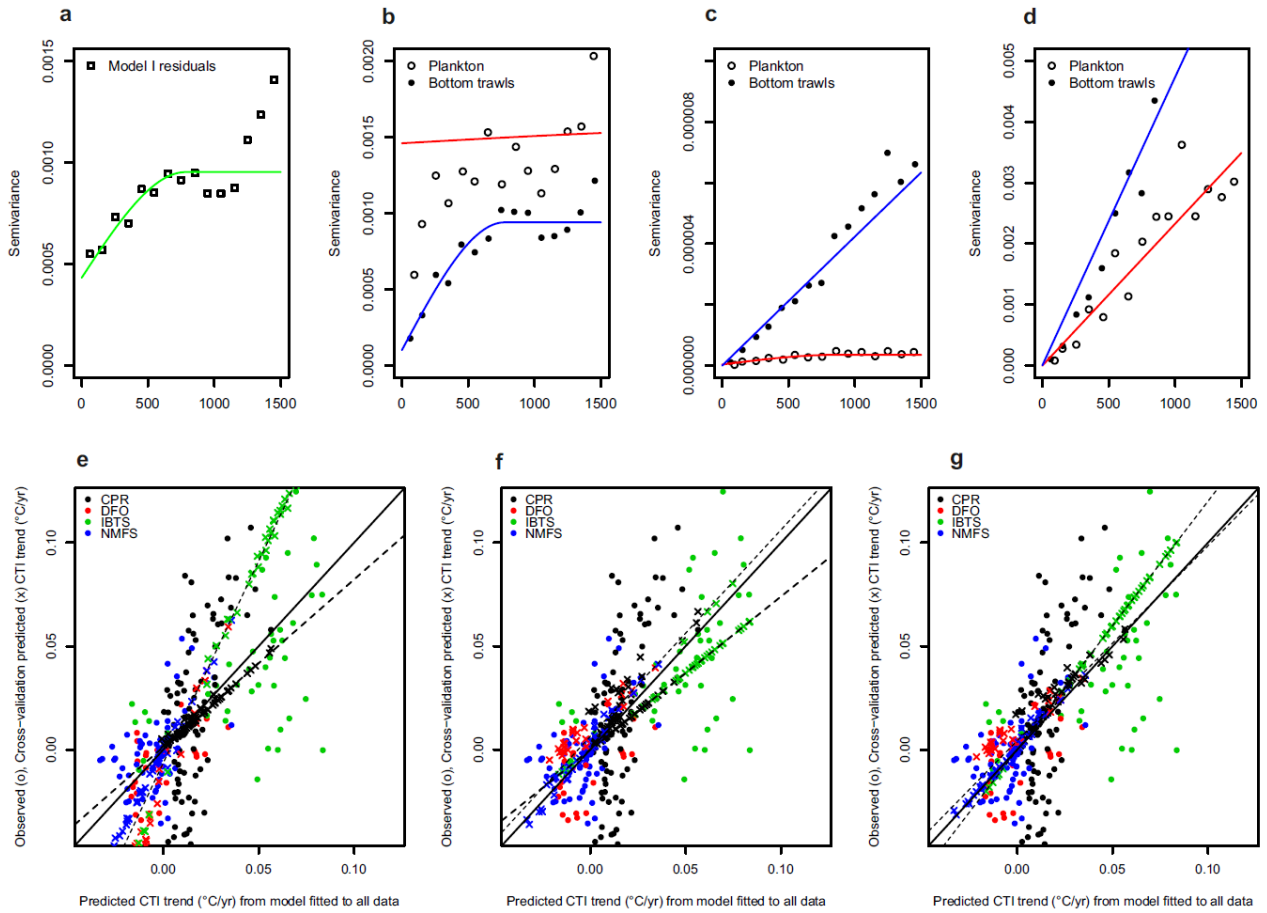 a
b
c
d
Model I residuals
Plankton
Bottom trawls
Plankton
Bottom trawls
Plankton
Bottom trawls
Semivariance
Semivariance
Semivariance
Semivariance
0.0015
0.0010
0.0005
0.0000
0.0020
0.0015
0.0010
0.00005
0.0000
0.00008
0.000004
0.000000
0.005
0.004
0.003
0.002
0.001
0.000
0 500 1000 1500
0 500 1000 1500
0 500 1000 1500
0 500 1000 1500
e
f
g
CPR
DFO
IBTS
NMFS
CPR
DFO
IBTS
NMFS
CPR
DFO
IBTS
NMFS
Observed (o), Cross−validation predicted (x) CTI trend (°C/yr)
Observed (o), Cross−validation predicted (x) CTI trend (°C/yr)
Observed (o), Cross−validation predicted (x) CTI trend (°C/yr)
0.10
0.05
0.00
0.10
0.05
0.00
0.10
0.05
0.00
0.00 0.05 0.10
0.00 0.05 0.10
0.00 0.05 0.10
Predicted CTI trend (°C/yr) from model fitted to all data
Predicted CTI trend (°C/yr) from model fitted to all data
Predicted CTI trend (°C/yr) from model fitted to all data